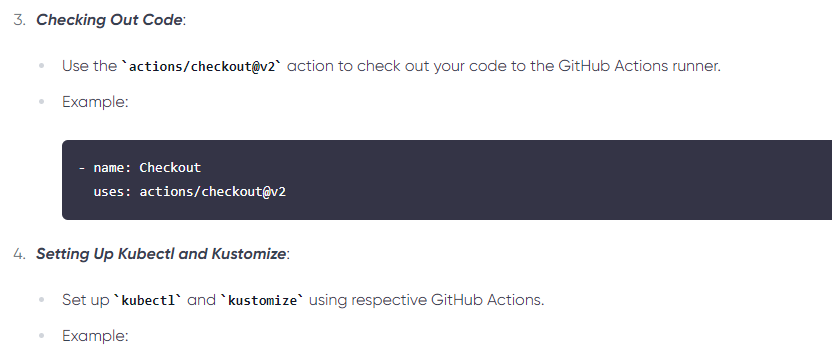 3. Checking Out Code:
• Use the `actions/checkout@v2` action to check out your code to the GitHub Actions runner.
• Example:
- name: Checkout
  uses: actions/checkout@v2
4. Setting Up Kubectl and Kustomize:
• Set up `kubectl` and `kustomize` using respective GitHub Actions.
• Example: